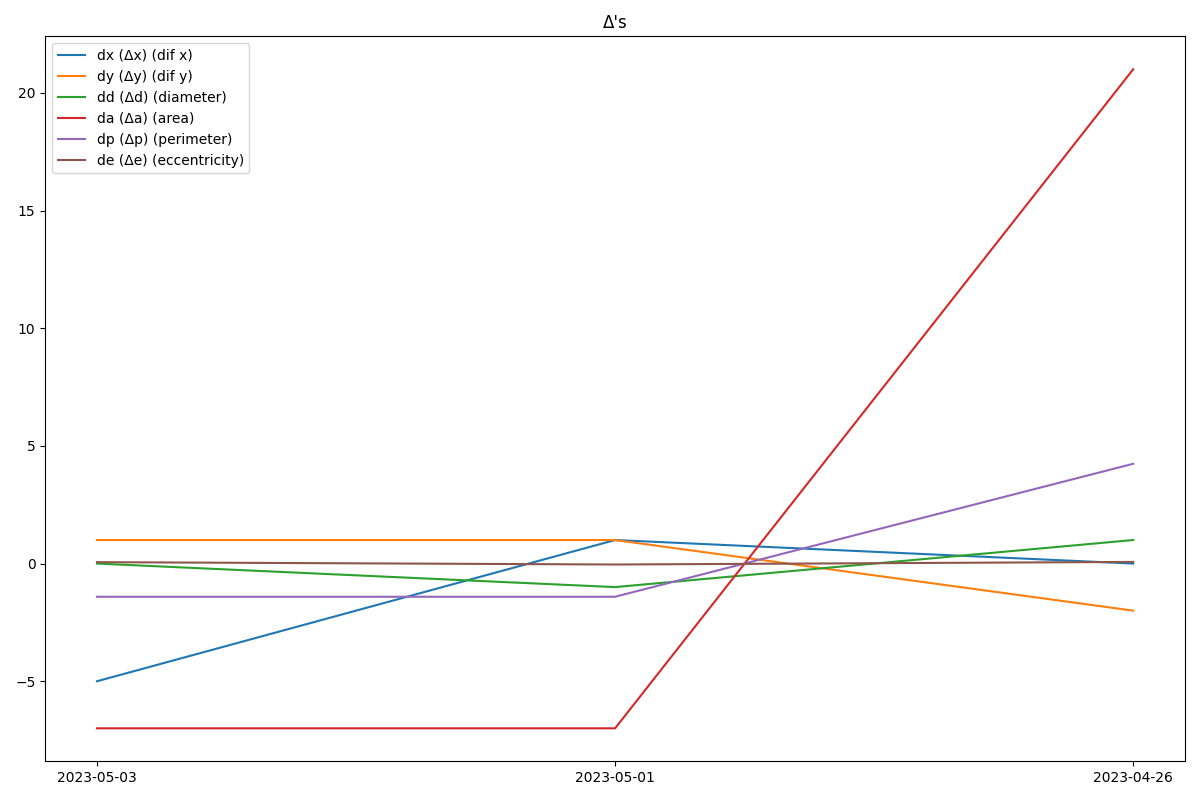 Δ's
dx (Δx) (dif x)
dy (Δy) (dif y)
dd (Δd) (diameter)
da (Δa) (area)
dp (Δp) (perimeter)
de (Δe) (eccentricity)
20
15
10
5
0
−5
2023-05-03 2023-05-01 2023-04-26